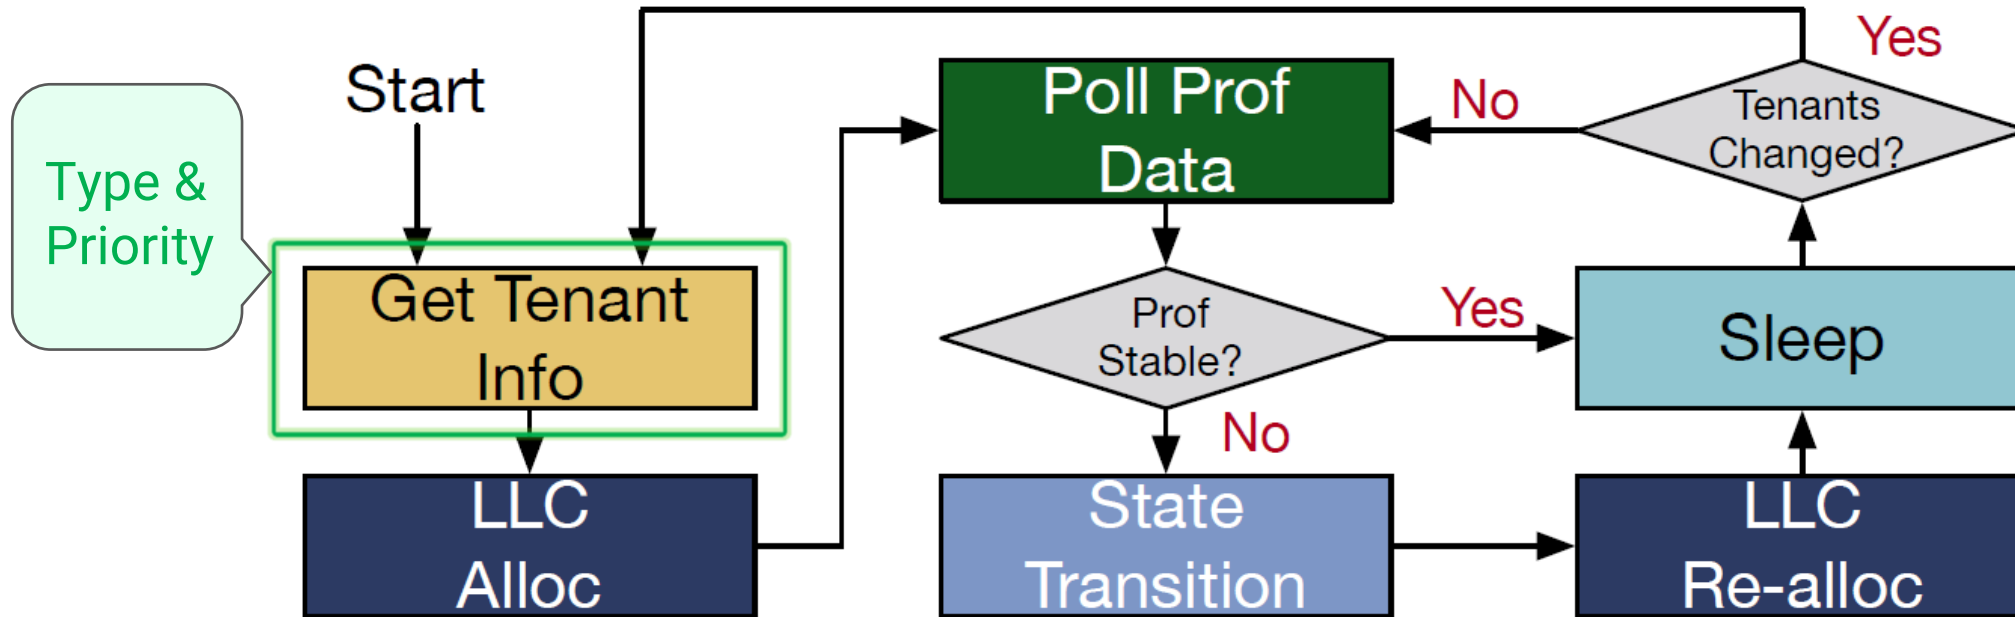 Type &
Priority
Start
Get Tenant
Info
LLC
Alloc
Poll Prof
Data
Prof
Stable?
No
Yes
State
Transition
LLC
Re-alloc
Sleep
Tenants
Changed?
No
Yes